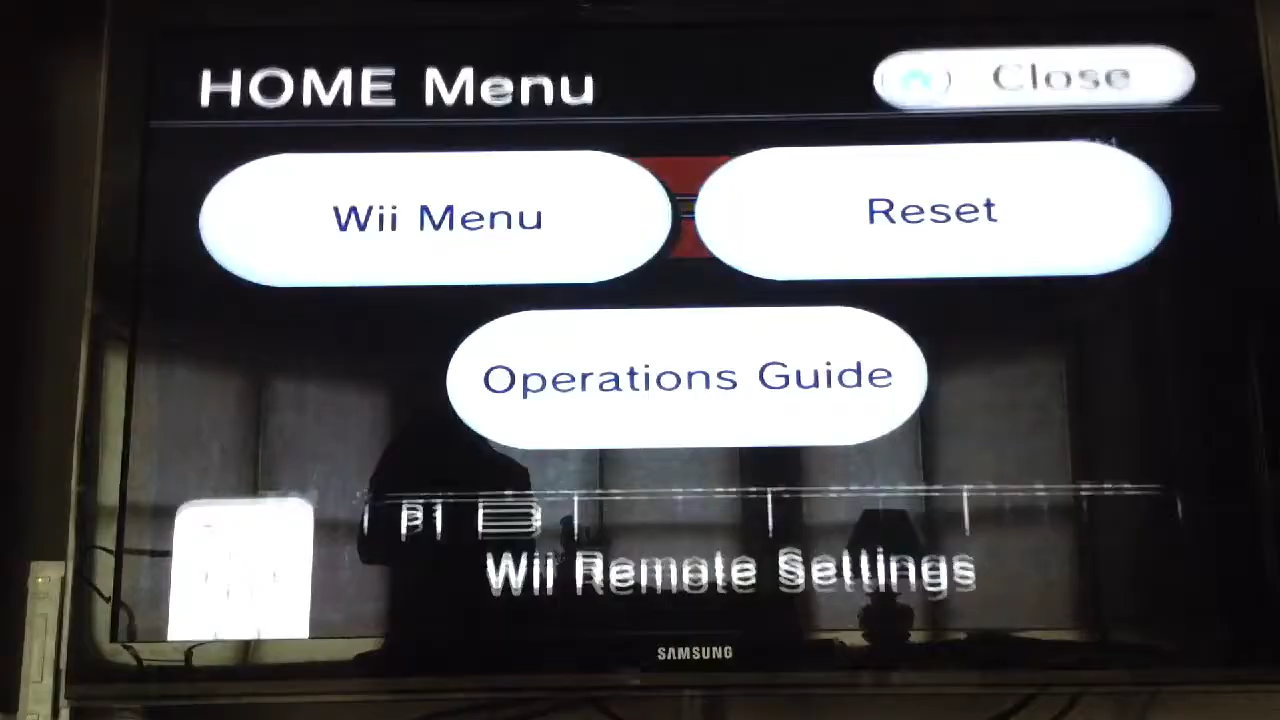 HOME Menu
Close
Wii Menu
Reset
Operations Guide
P1
Wii Remote Settings
SAMSUNG